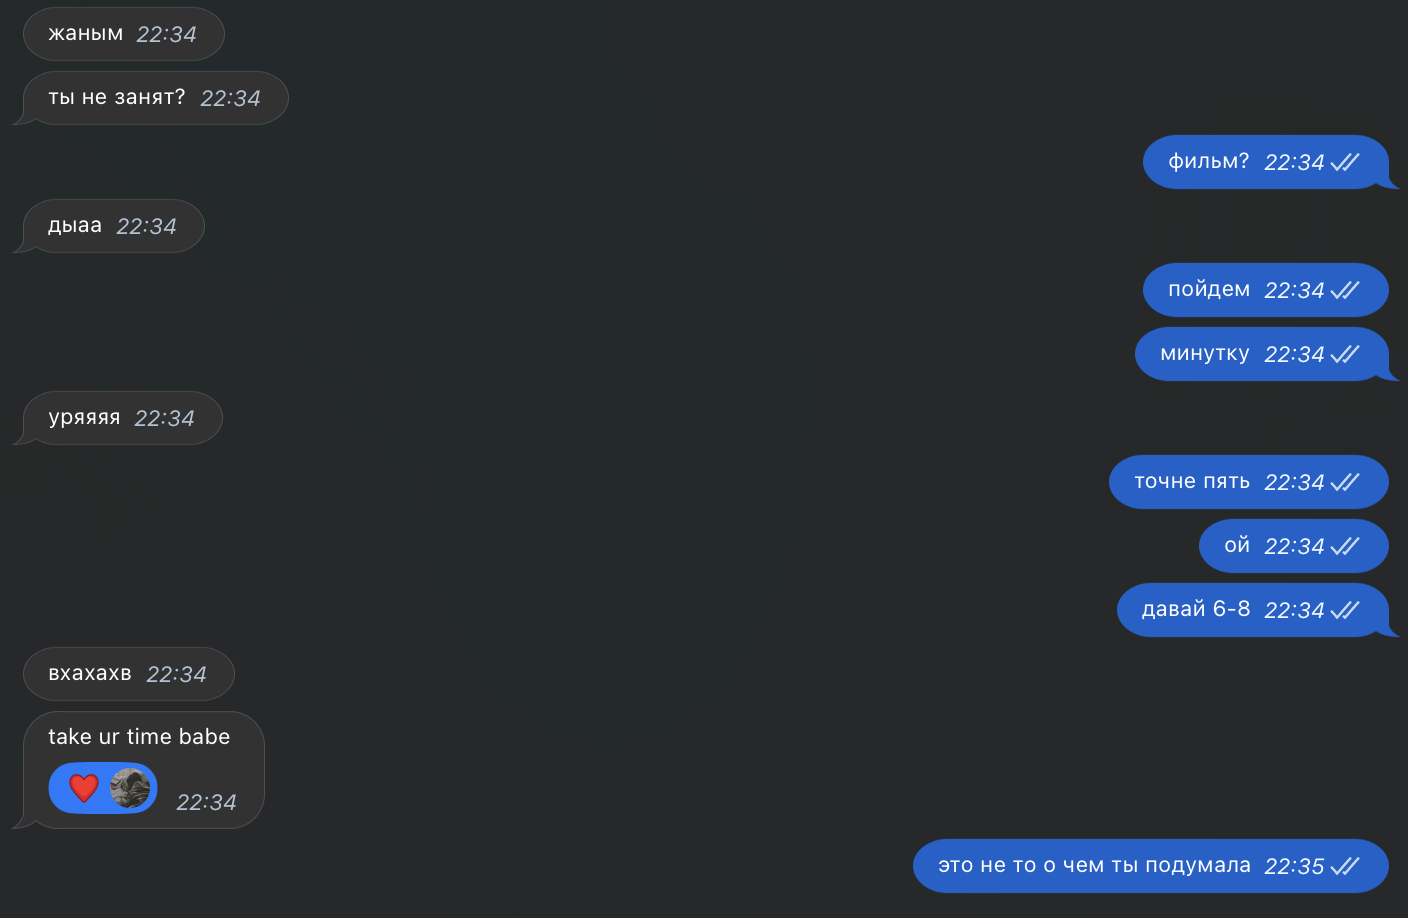 жаным 22:34
ты не занят? 22:34
фильм? 22:34
дыаа 22:34
пойдем 22:34
минутку 22:34
уряяяя 22:34
точне пять 22:34
ой 22:34
давай 6-8 22:34
вхахахв 22:34
take ur time babe
22:34
это не то о чем ты подумала 22:35